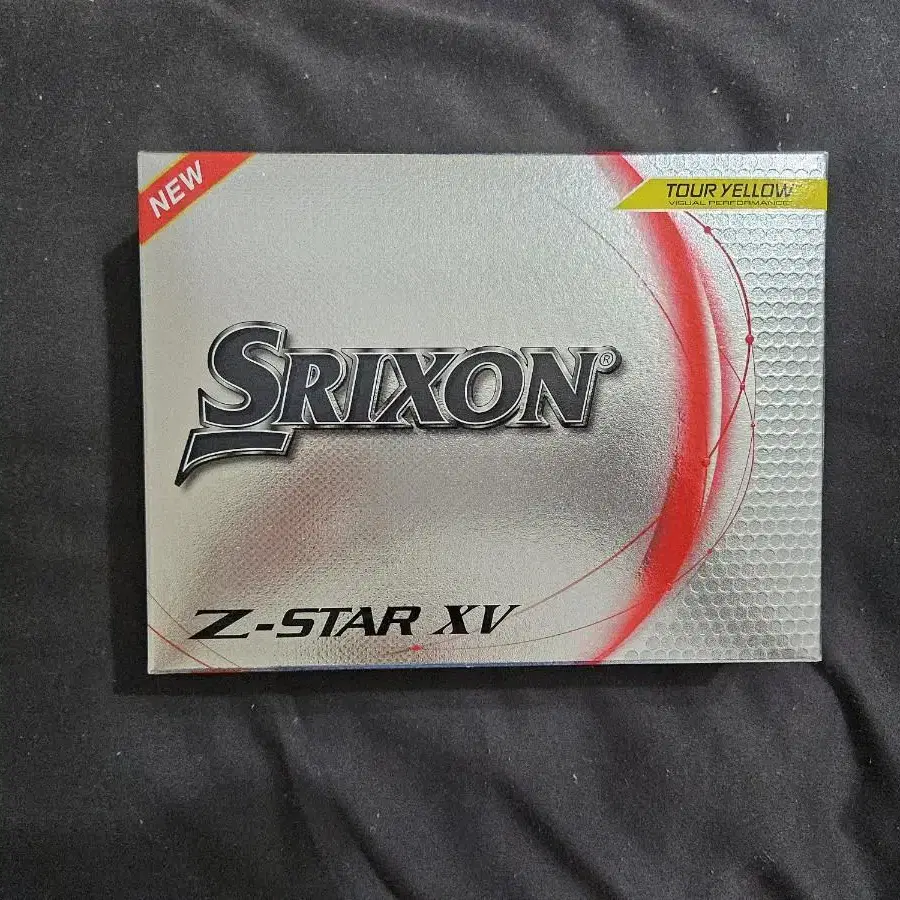 NEW
TOUR YELLOW
VISUAL PERFORMANCE
SRIXON®
Z-STAR XV